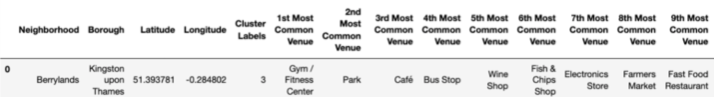 Neighborhood Borough Latitude Longitude Cluster Labels 1st Most Common Venue 2nd Most Common Venue 3rd Most Common Venue 4th Most Common Venue 5th Most Common Venue 6th Most Common Venue 7th Most Common Venue 8th Most Common Venue 9th Most Common Venue
0 Berrylands Kingston upon Thames 51.393781 -0.284802 3 Gym / Fitness Center Park Café Bus Stop Wine Shop Fish & Chips Shop Electronics Store Farmers Market Fast Food Restaurant